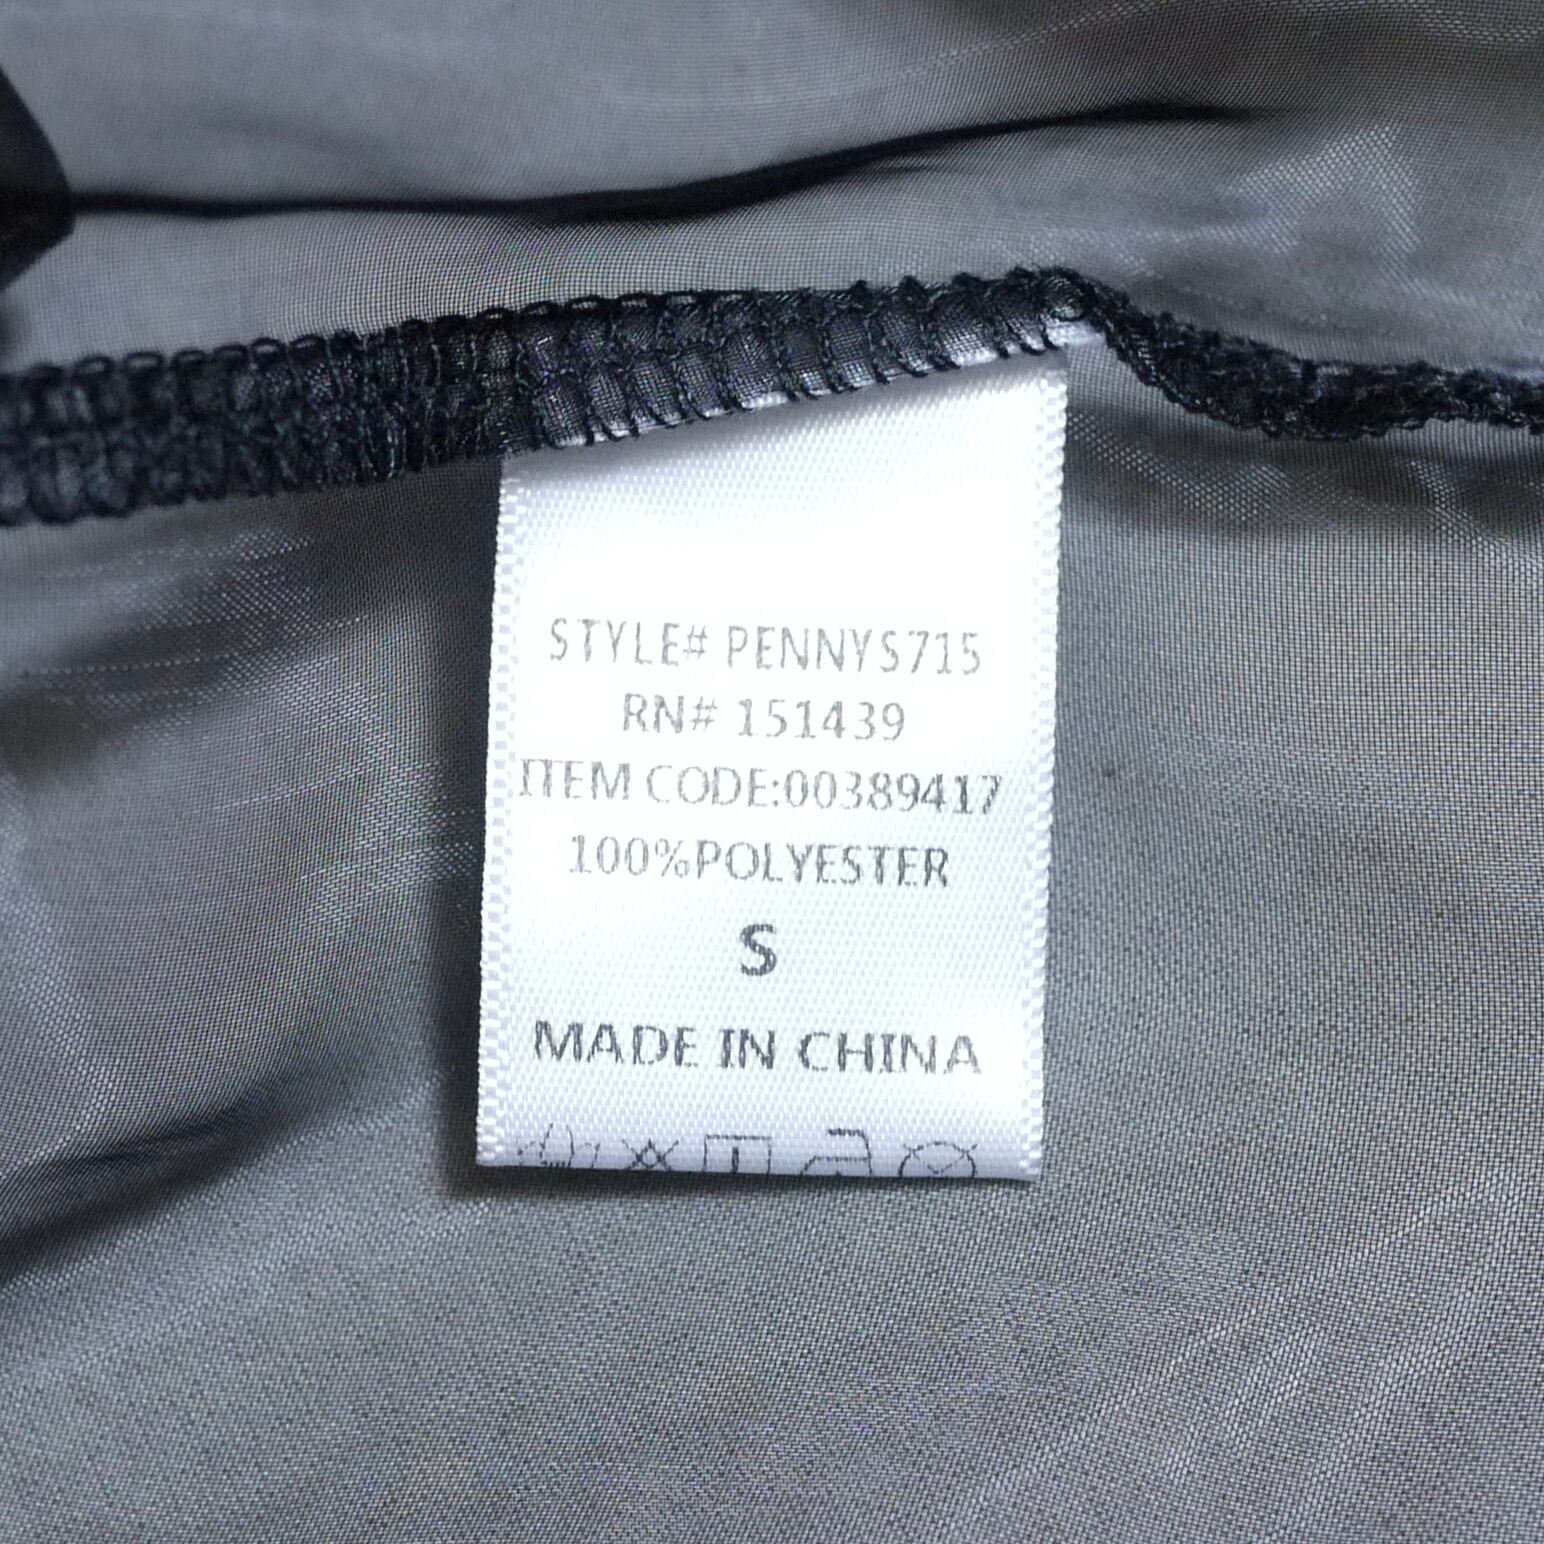 STYLE# PENNYS715
RN# 151439
ITEM CODE:00389417
100%POLYESTER
S
MADE IN CHINA